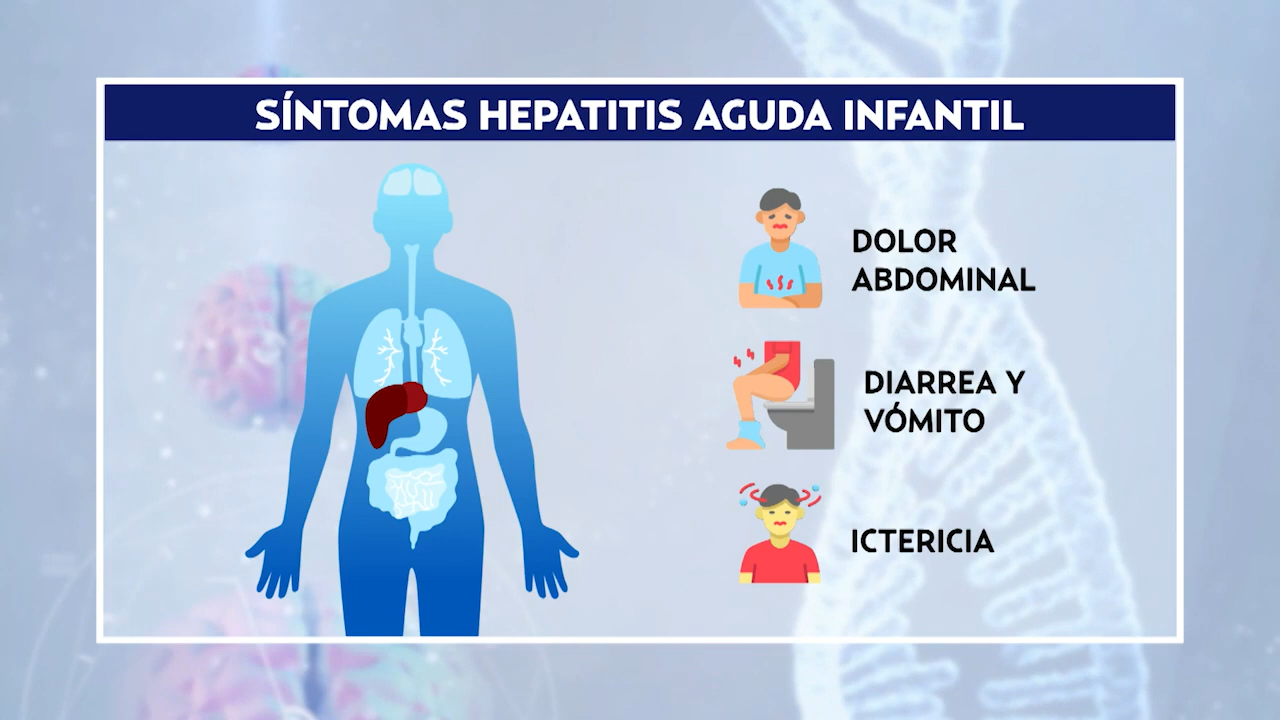 SÍNTOMAS HEPATITIS AGUDA INFANTIL
DOLOR
ABDOMINAL
DIARREA Y
VÓMITO
ICTERICIA